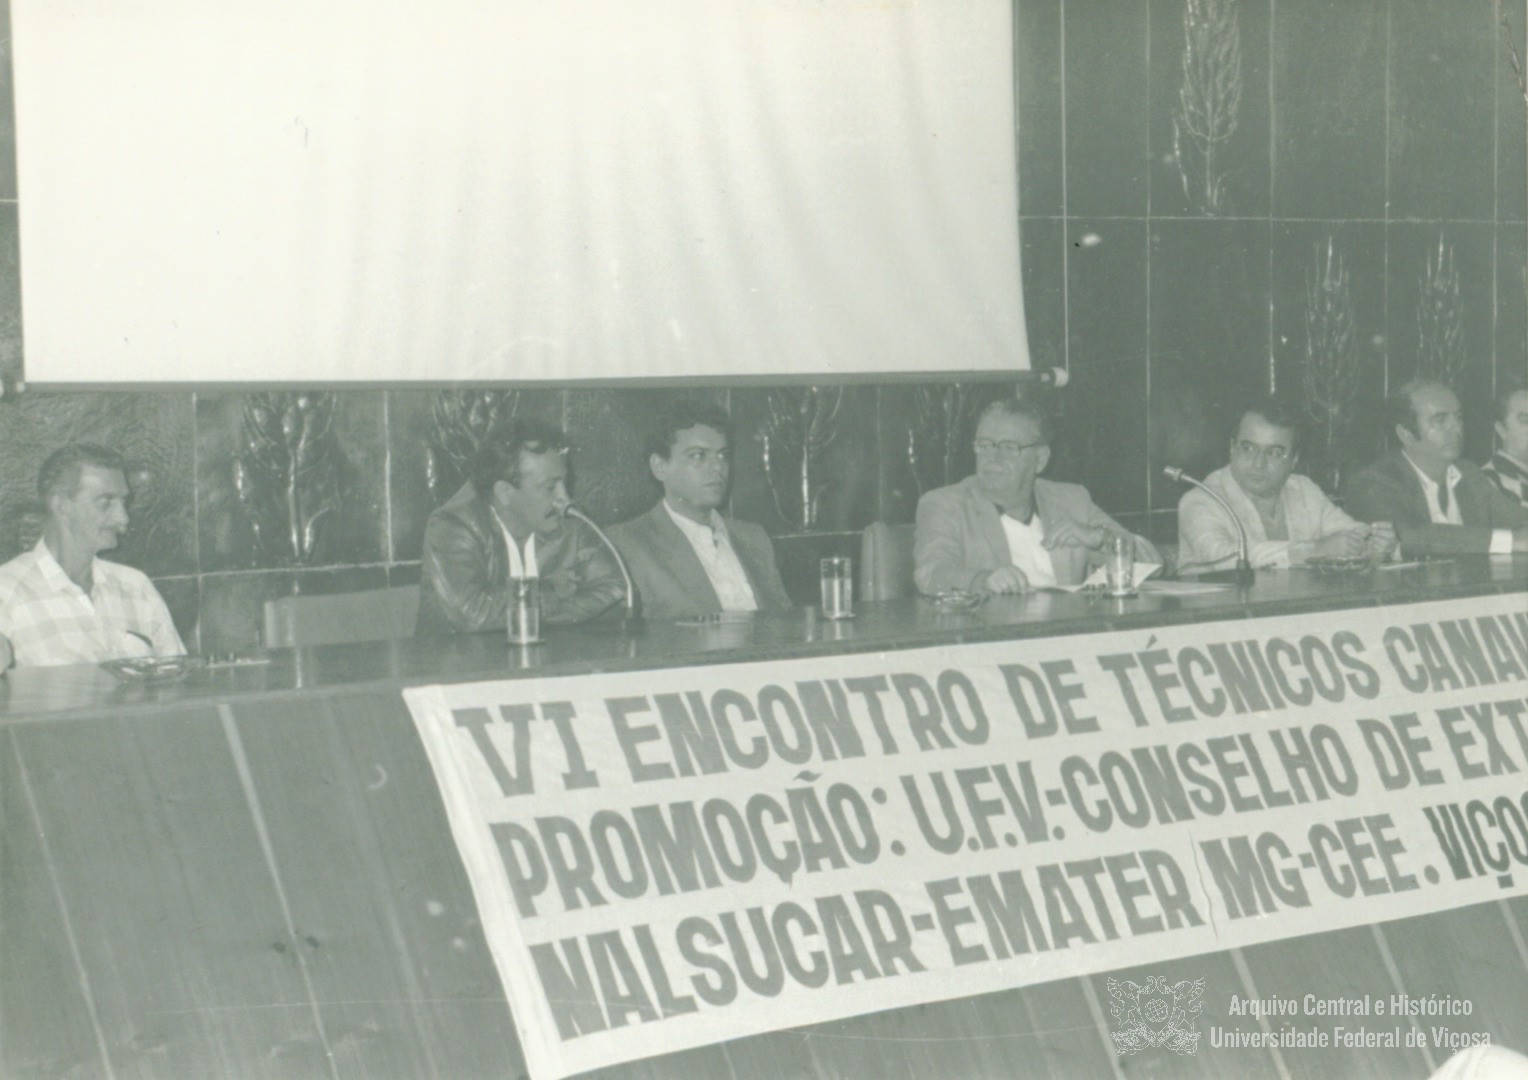 VI ENCONTRO DE TÉCNICOS
PROMOÇÃO: U.F.V.-CONSELHO DE
NALSUCAR-EMATER MG-CEE.
Arquivo Central e Histórico
Universidade Federal de Viçosa